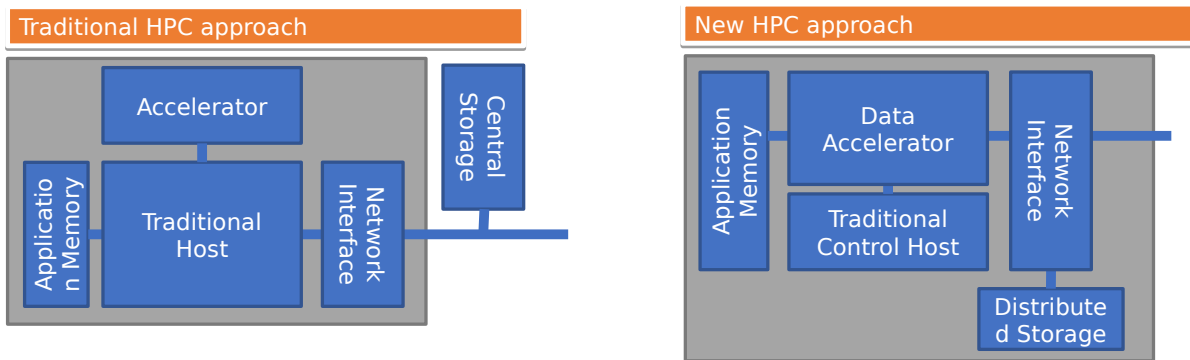 Traditional HPC approach
Accelerator
Applicatio
n Memory
Traditional
Host
Network
Interface
Central
Storage
New HPC approach
Application
Memory
Data
Accelerator
Traditional
Control Host
Network
Interface
Distribute
d Storage